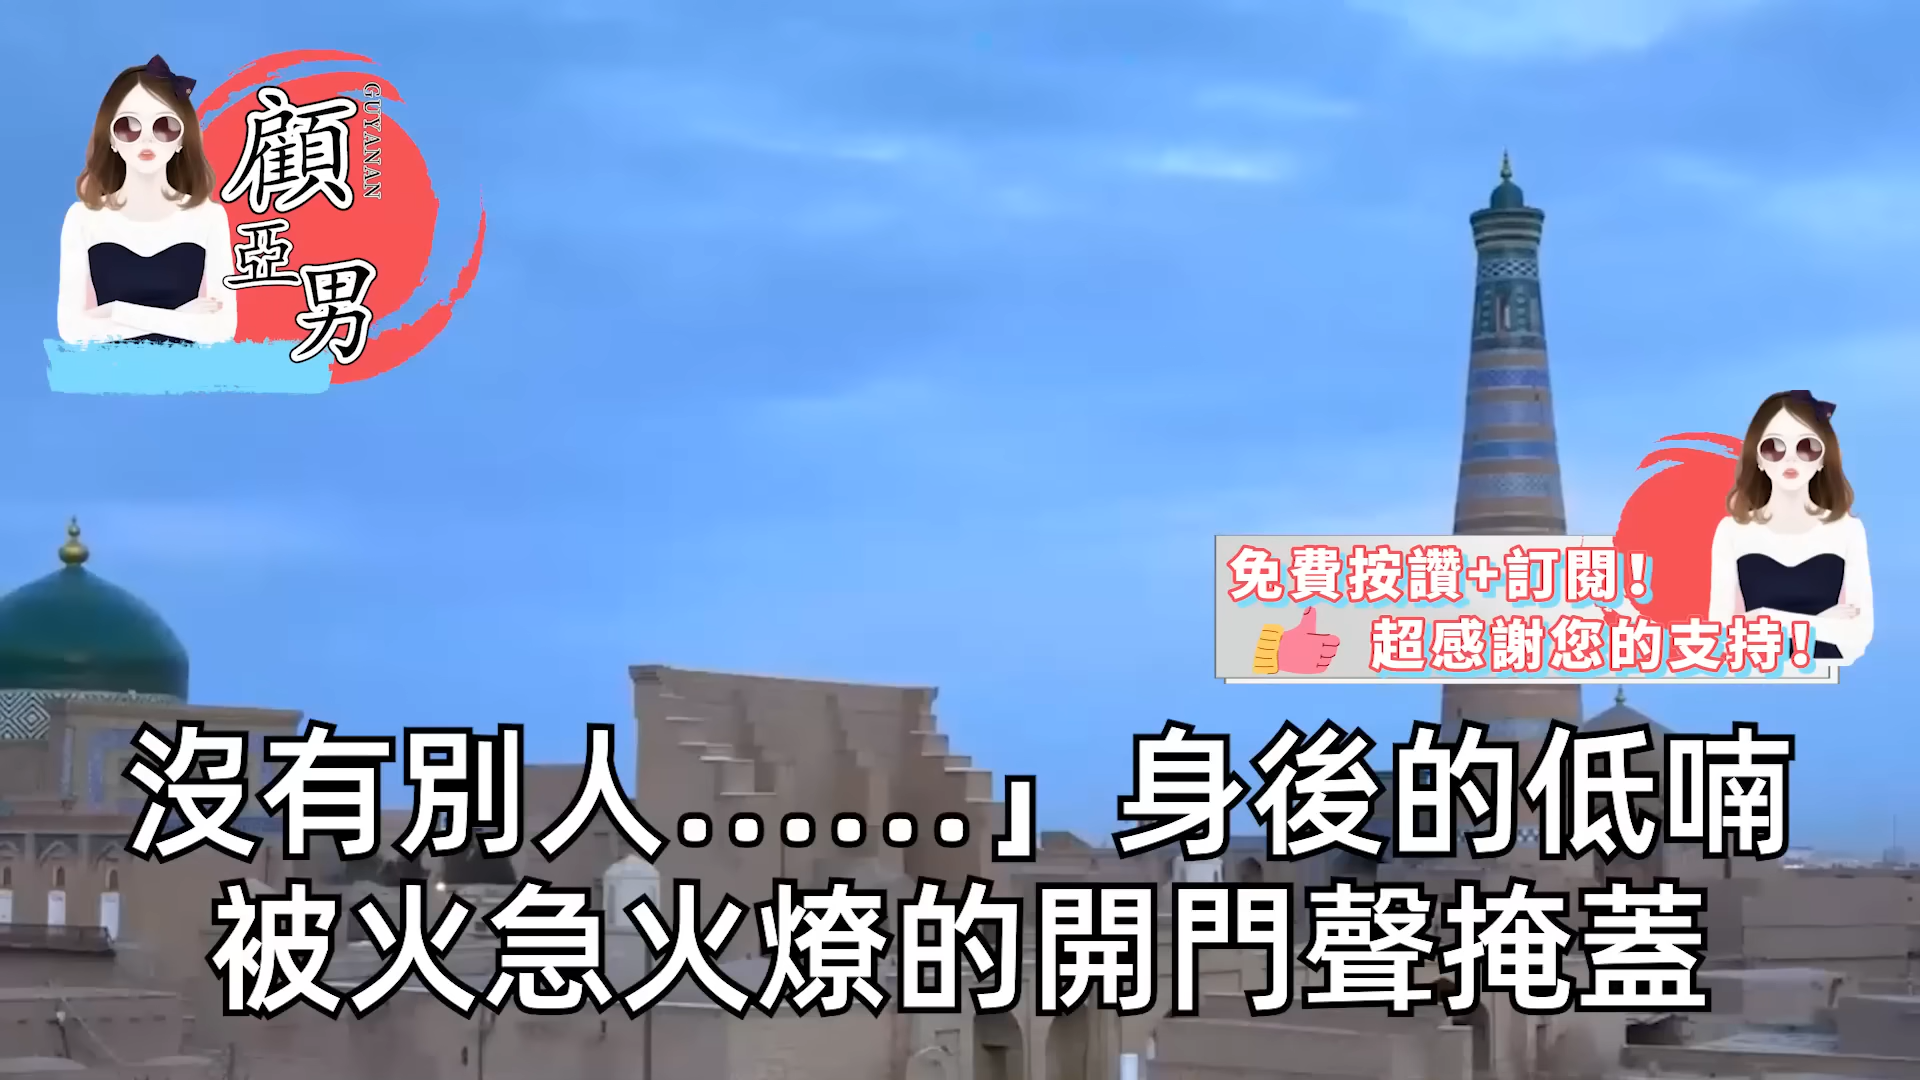 顧亞男
GUYANAN
免費按讚+訂閱!
超感謝您的支持!
沒有別人......」身後的低喃
被火急火燎的開門聲掩蓋